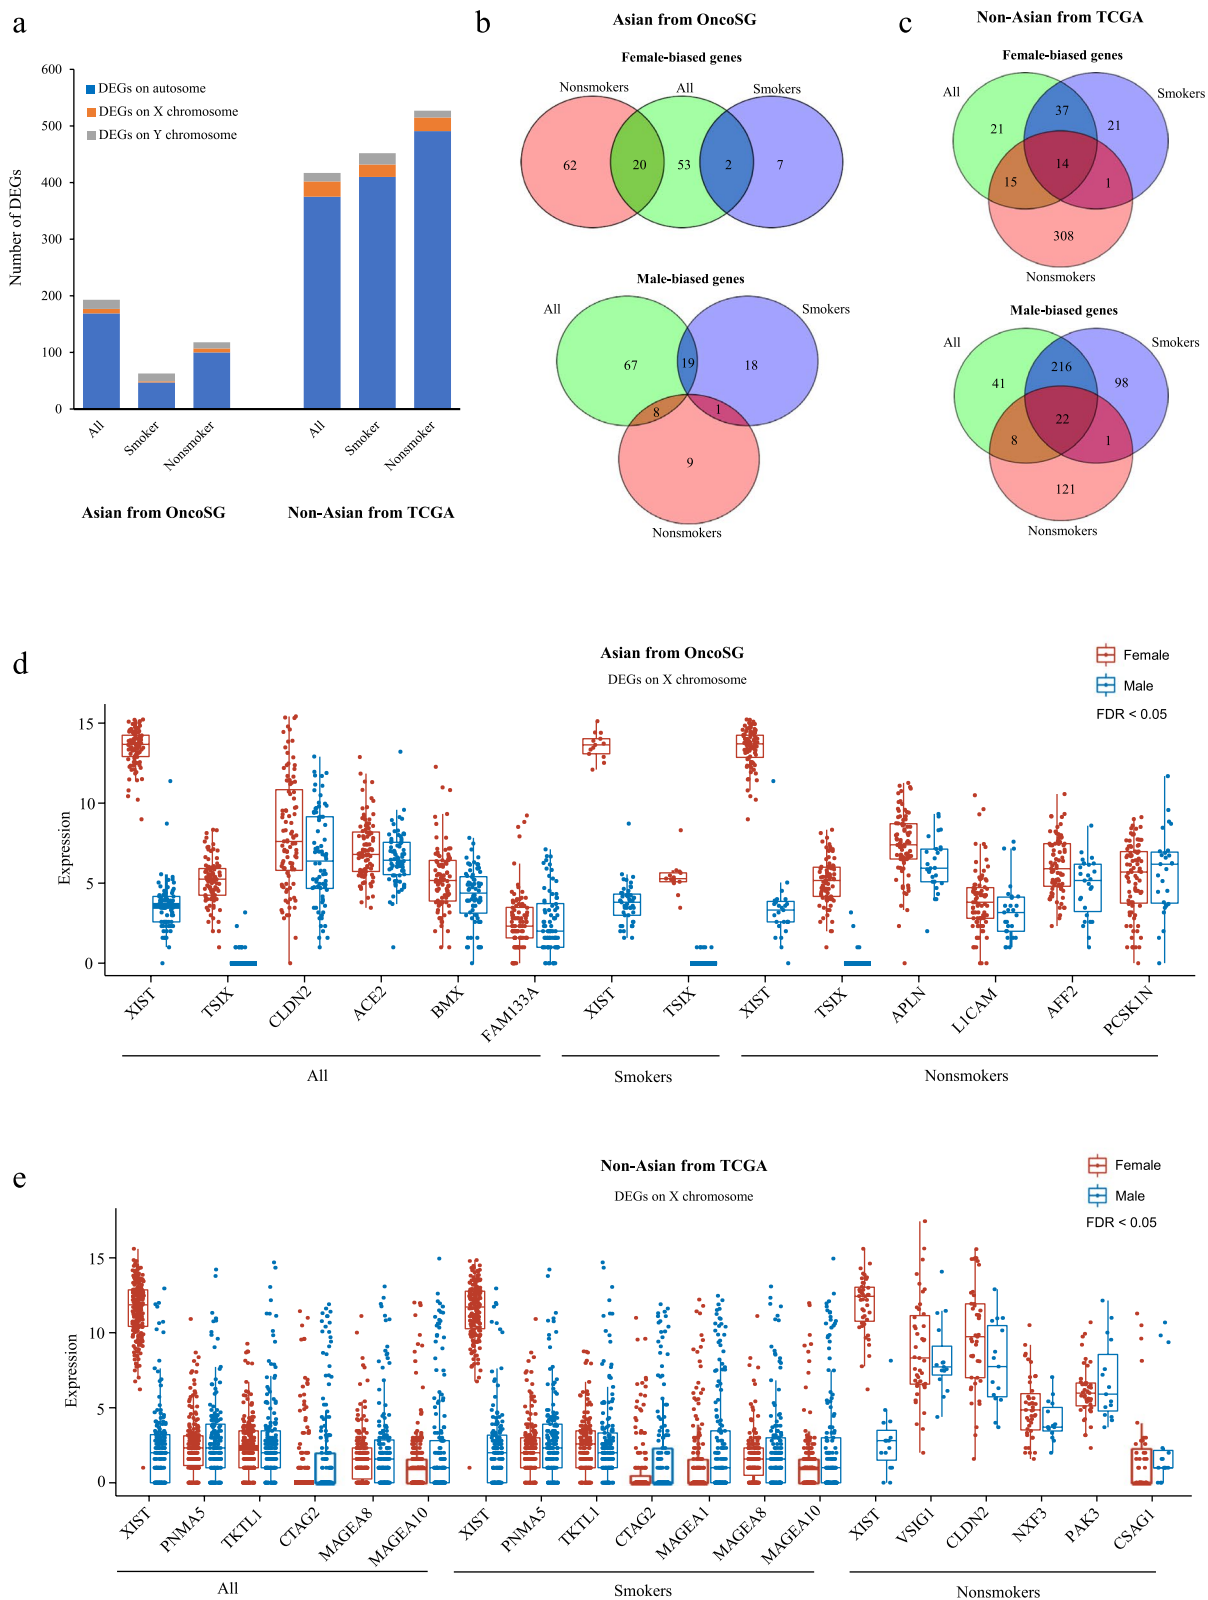 a
600
500
400
300
200
100
0
Number of DEGs
DEGs on autosome
DEGs on X chromosome
DEGs on Y chromosome
All
Smoker
Nonsmoker
All
Smoker
Nonsmoker
Asian from OncoSG
Non-Asian from TCGA
b
Asian from OncoSG
Female-biased genes
Nonsmokers
All
Smokers
62
20
53
2
7
Male-biased genes
All
Smokers
67
19
18
8
1
9
Nonsmokers
c
Non-Asian from TCGA
Female-biased genes
All
Smokers
21
37
21
14
15
1
308
Nonsmokers
Male-biased genes
All
Smokers
41
216
98
22
8
1
121
Nonsmokers
d
Asian from OncoSG
DEGs on X chromosome
Female
Male
FDR < 0.05
15
10
5
0
Expression
XIST
TSIX
CLDN2
ACE2
BMX
FAM133A
XIST
TSIX
XIST
TSIX
APLN
L1CAM
AFF2
PCSK1N
All
Smokers
Nonsmokers
e
Non-Asian from TCGA
DEGs on X chromosome
Female
Male
FDR < 0.05
15
10
5
0
Expression
XIST
PNMA5
TKTL1
CTAG2
MAGEA8
MAGEA10
XIST
PNMA5
TKTL1
CTAG2
MAGEA1
MAGEA8
MAGEA10
XIST
VSIG1
CLDN2
NXF3
PAK3
CSAG1
All
Smokers
Nonsmokers